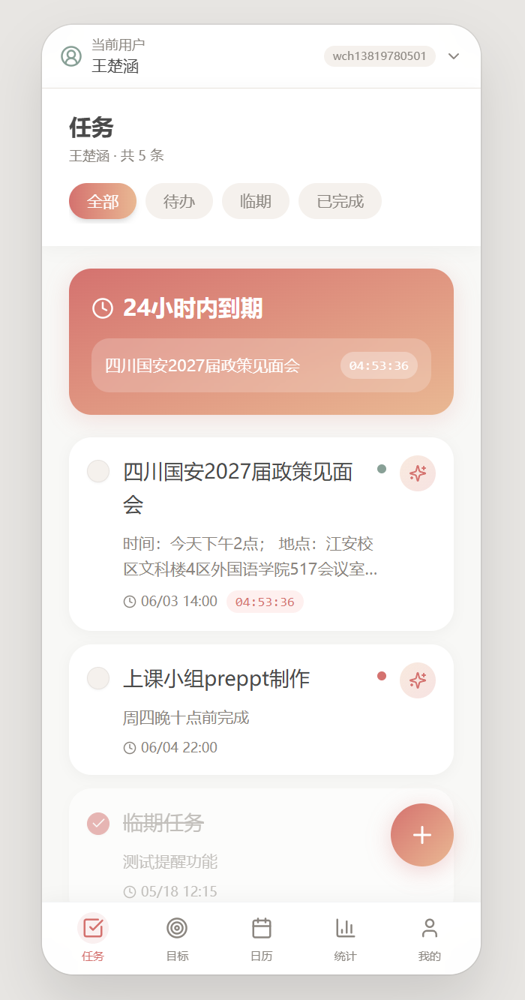 当前用户
王楚涵
wch13819780501
任务
王楚涵 · 共 5 条
全部
待办
临期
已完成
24小时内到期
四川国安2027届政策见面会
04:53:36
四川国安2027届政策见面
会
时间：今天下午2点； 地点：江安校
区文科楼4区外国语学院517会议室...
06/03 14:00
04:53:36
上课小组preppt制作
周四晚十点前完成
06/04 22:00
临期任务
测试提醒功能
05/18 12:15
任务
目标
日历
统计
我的